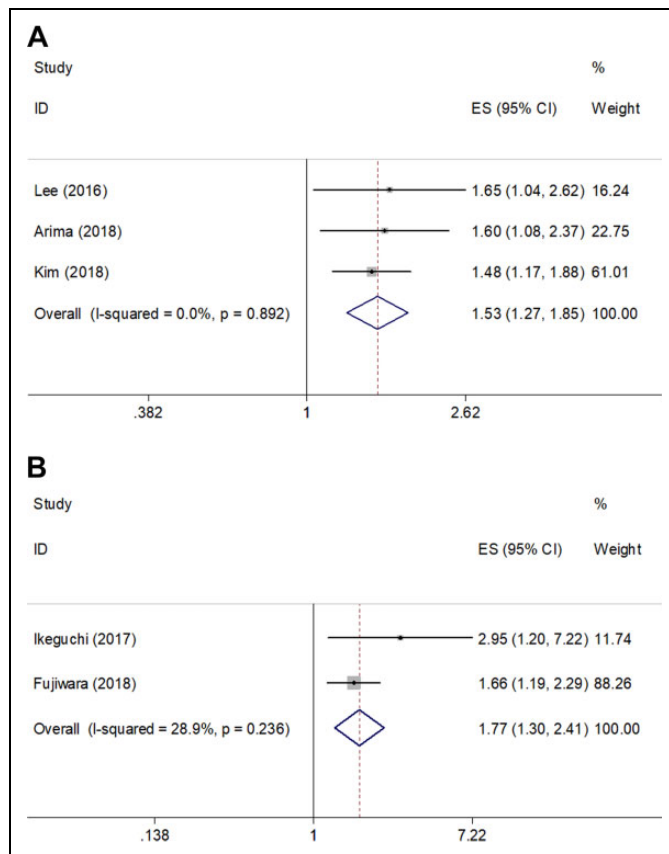 A
Study %
ID ES (95% CI) Weight
Lee (2016) 1.65 (1.04, 2.62) 16.24
Arima (2018) 1.60 (1.08, 2.37) 22.75
Kim (2018) 1.48 (1.17, 1.88) 61.01
Overall (I-squared = 0.0%, p = 0.892) 1.53 (1.27, 1.85) 100.00
.382 1 2.62
B
Study %
ID ES (95% CI) Weight
Ikeguchi (2017) 2.95 (1.20, 7.22) 11.74
Fujiwara (2018) 1.66 (1.19, 2.29) 88.26
Overall (I-squared = 28.9%, p = 0.236) 1.77 (1.30, 2.41) 100.00
.138 1 7.22